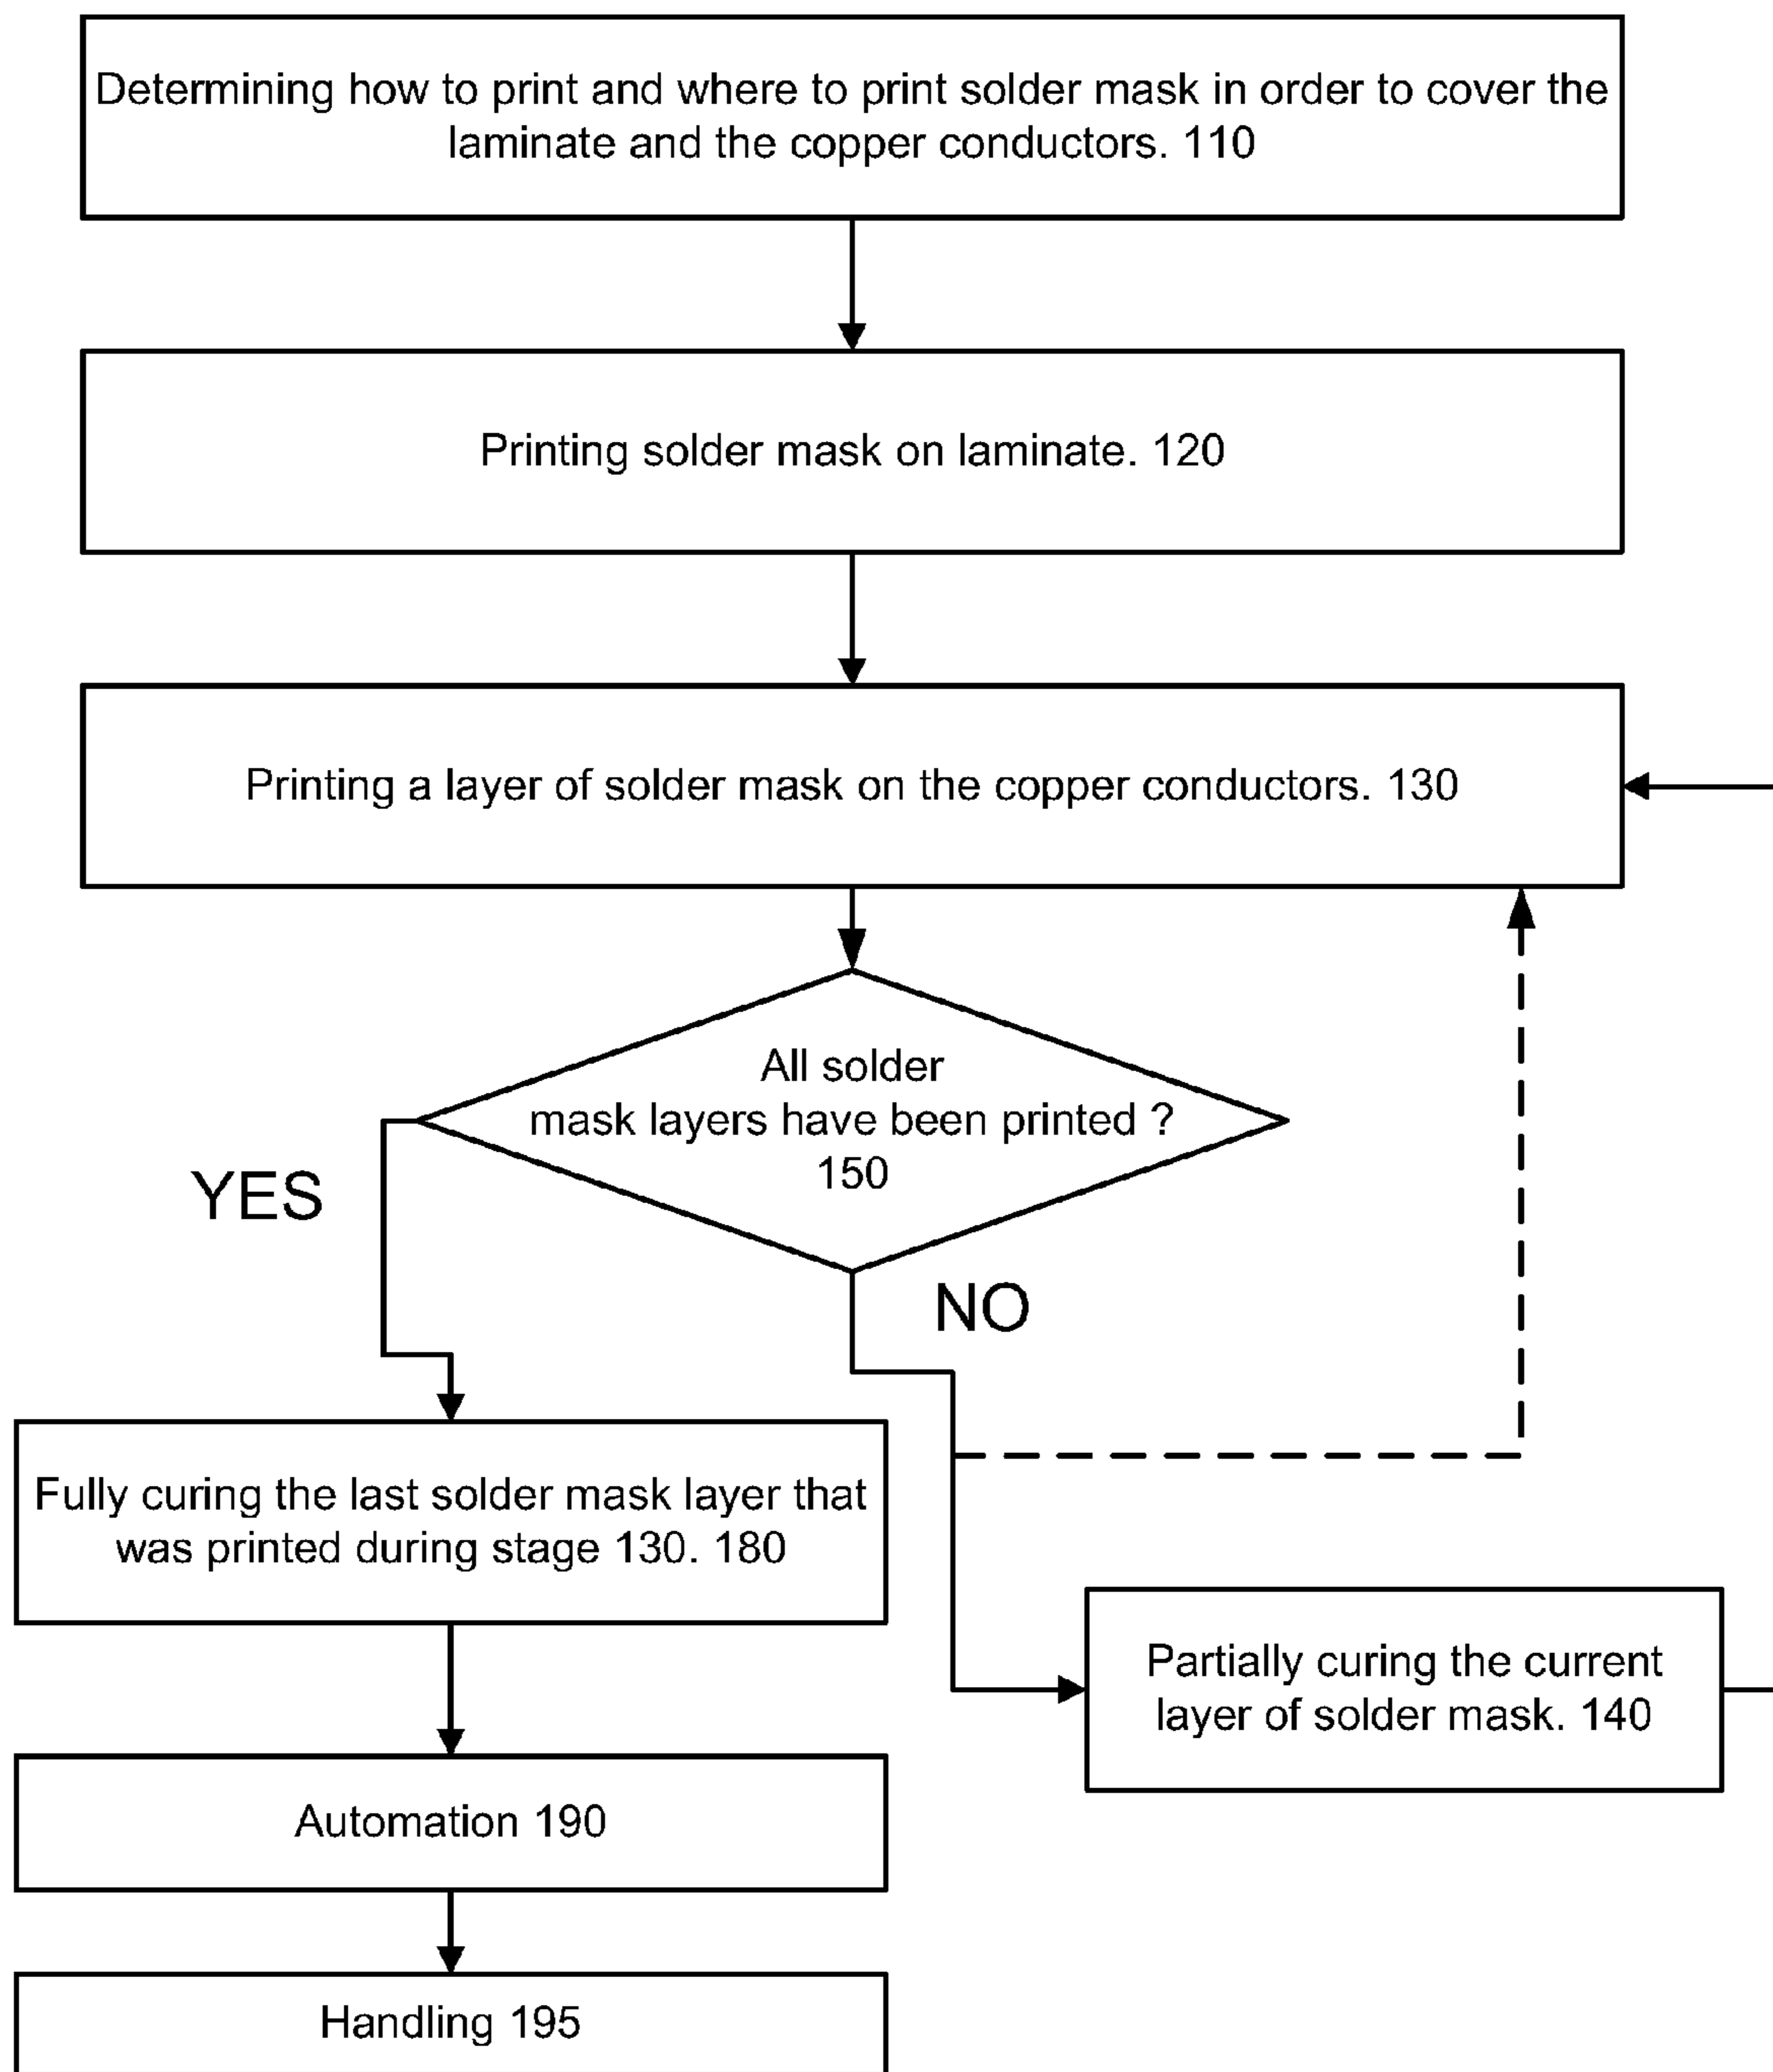 Determining how to print and where to print solder mask in order to cover the
laminate and the copper conductors. 110
Printing solder mask on laminate. 120
Printing a layer of solder mask on the copper conductors. 130
All solder
mask layers have been printed ?
150
YES
NO
Fully curing the last solder mask layer that
was printed during stage 130. 180
Partially curing the current
layer of solder mask. 140
Automation 190
Handling 195